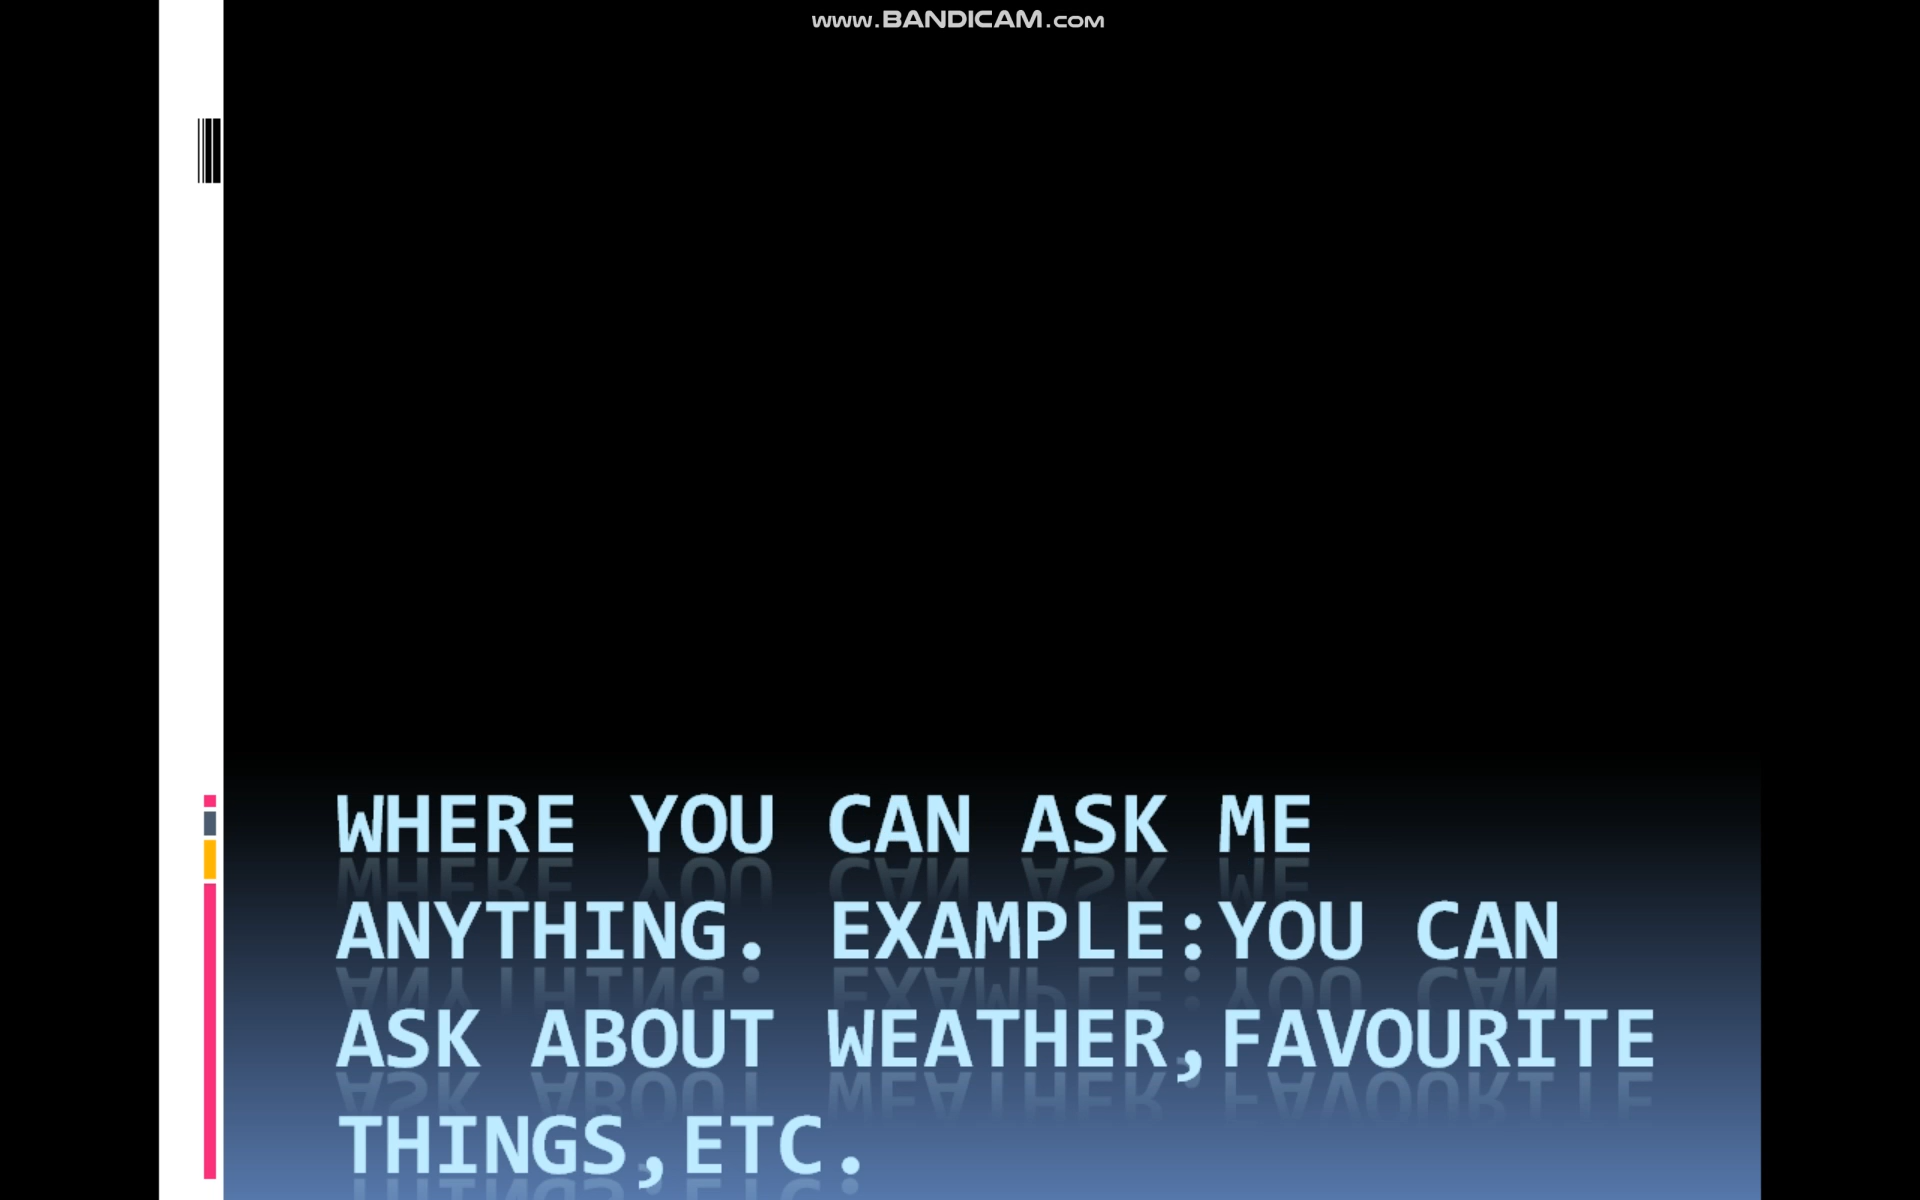 www.BANDICAM.com
WHERE YOU CAN ASK ME
ANYTHING. EXAMPLE:YOU CAN
ASK ABOUT WEATHER,FAVOURITE
THINGS,ETC.